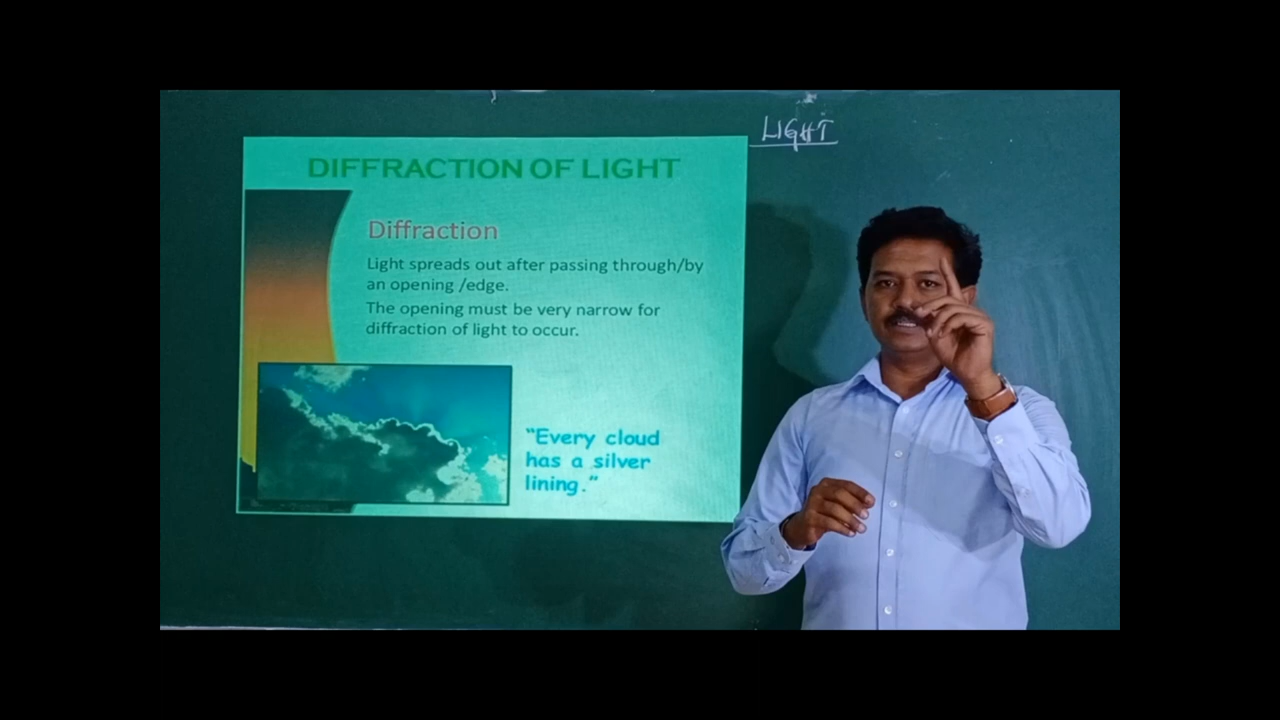 LIGHT
DIFFRACTION OF LIGHT
Diffraction
Light spreads out after passing through/by
an opening /edge.
The opening must be very narrow for
diffraction of light to occur.
“Every cloud
has a silver
lining.”